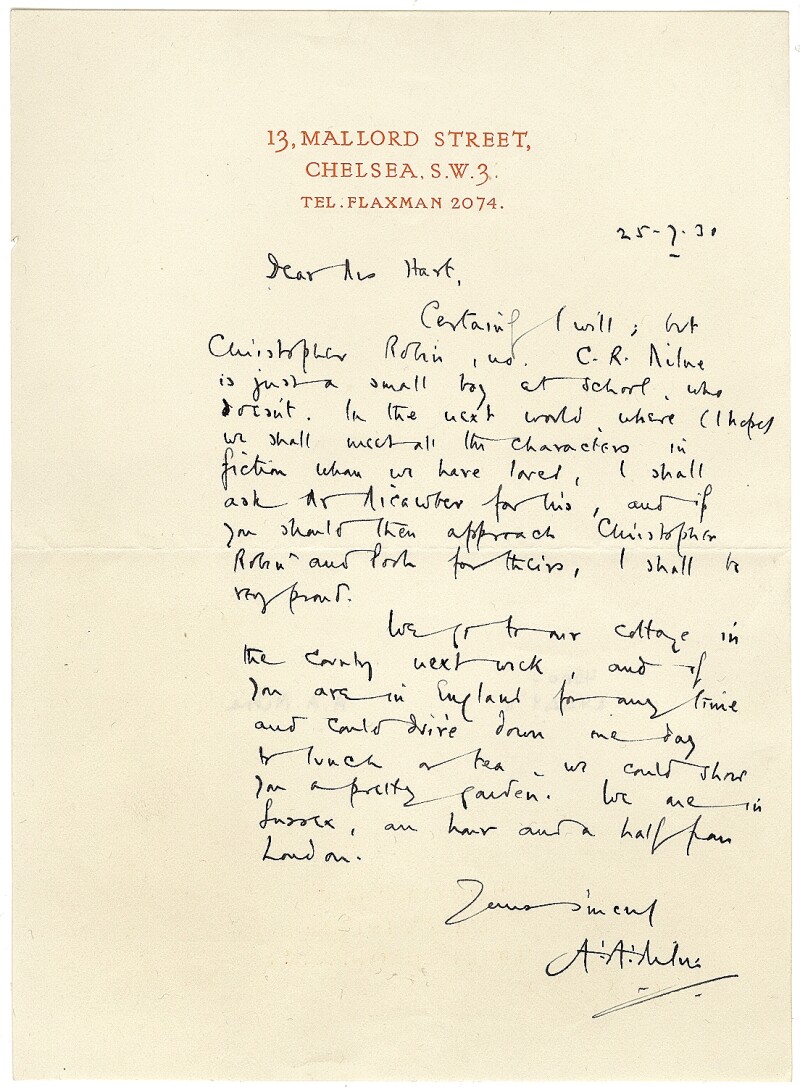 13, MALLORD STREET,
CHELSEA, S.W.3.
TEL. FLAXMAN 2074.
25-7-30
Dear Mrs Hart,
Certainly I will; but
Christopher Robin, no. C. R. Milne
is just a small boy at school, who
doesn't. In the next world, where (I hope)
we shall meet all the characters in
fiction whom we have loved, I shall
ask Mr Micawber for his, and if
you should then approach Christopher
Robin and Pooh for theirs, I shall be
very proud.
We go to our cottage in
the country next week, and if
you are in England for any time
and could drive down one day
to lunch or tea, we could show
you a pretty garden. We are in
Sussex, an hour and a half from
London.
Yours sincerely
A. A. Milne